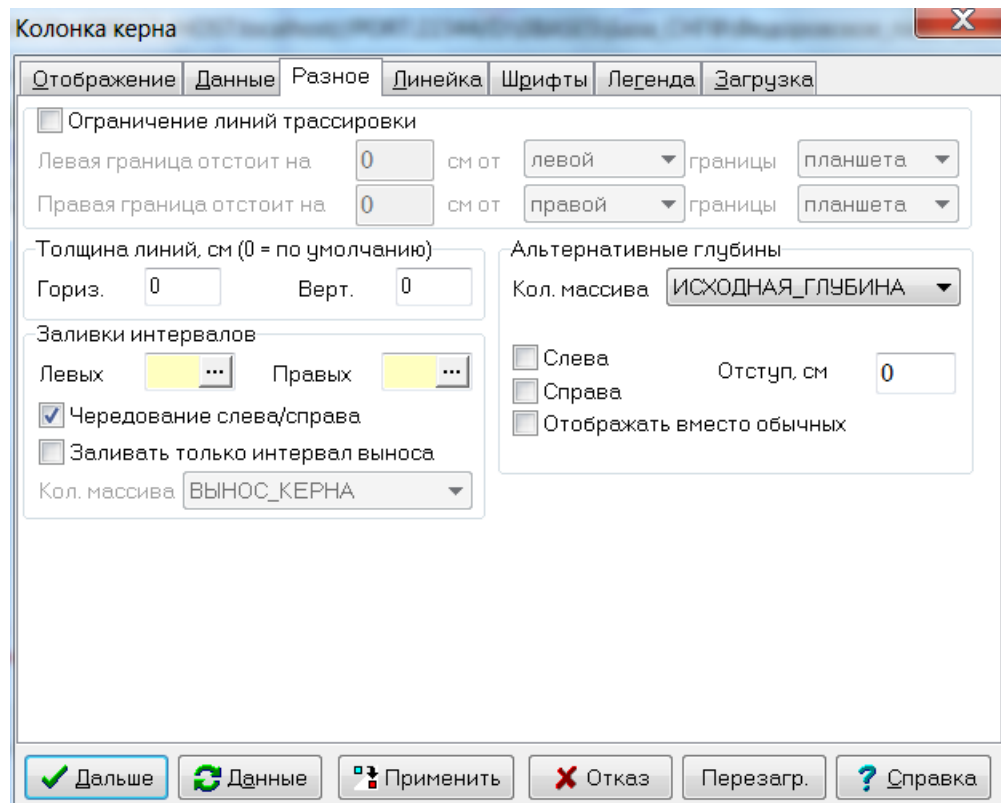 Колонка керна
Отображение Данные Разное Линейка Шрифты Легенда Загрузка
Ограничение линий трассировки
Левая граница отстоит на 0 см от левой границы планшета
Правая граница отстоит на 0 см от правой границы планшета
Толщина линий, см (0 = по умолчанию)
Гориз. 0 Верт. 0
Альтернативные глубины
Кол. массива ИСХОДНАЯ_ГЛУБИНА
Заливки интервалов
Левых ... Правых ...
Чередование слева/справа
Заливать только интервал выноса
Кол. массива ВЫНОС_КЕРНА
Слева
Справа
Отступ, см 0
Отображать вместо обычных
Дальше Данные Применить Отказ Перезагр. Справка